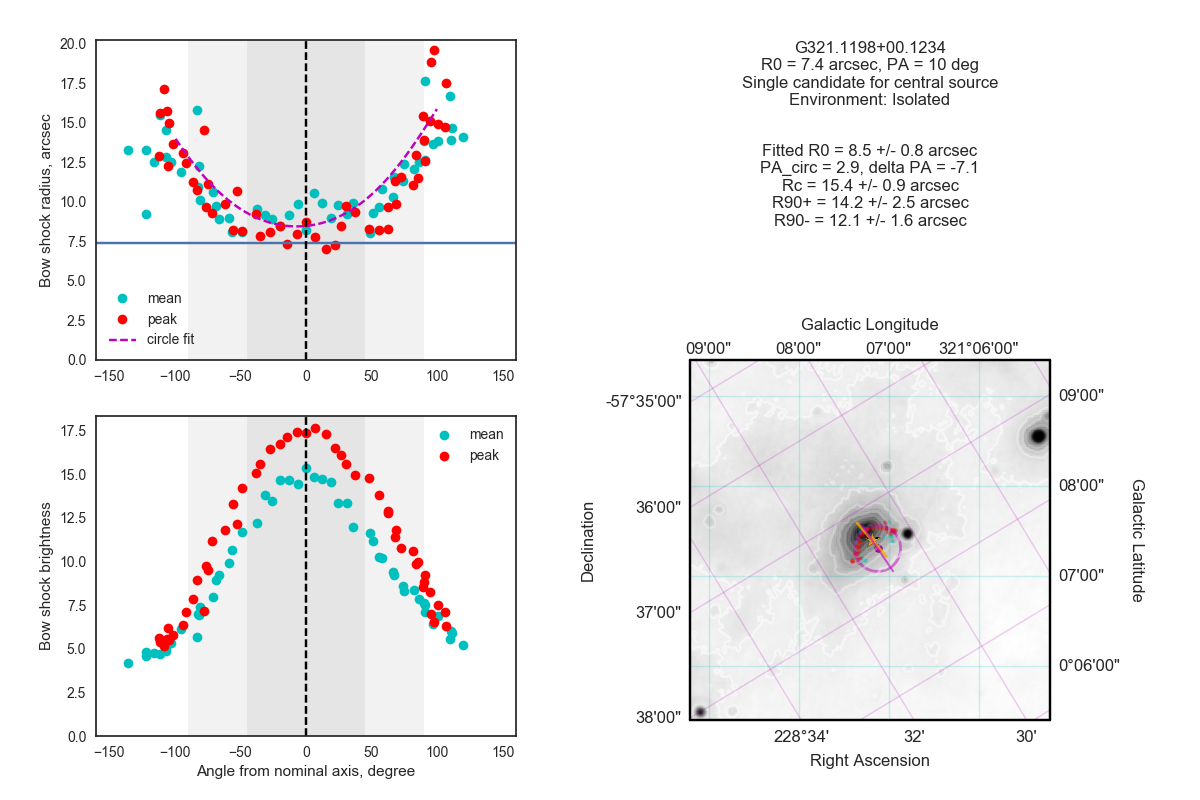 20.0
17.5
15.0
12.5
10.0
7.5
5.0
2.5
0.0
Bow shock radius, arcsec
mean
peak
circle fit
−150
−100
−50
0
50
100
150
17.5
15.0
12.5
10.0
7.5
5.0
2.5
0.0
Bow shock brightness
mean
peak
−150
−100
−50
0
50
100
150
Angle from nominal axis, degree
G321.1198+00.1234
R0 = 7.4 arcsec, PA = 10 deg
Single candidate for central source
Environment: Isolated
Fitted R0 = 8.5 +/- 0.8 arcsec
PA_circ = 2.9, delta PA = -7.1
Rc = 15.4 +/- 0.9 arcsec
R90+ = 14.2 +/- 2.5 arcsec
R90- = 12.1 +/- 1.6 arcsec
Galactic Longitude
09'00"
08'00"
07'00"
321°06'00"
-57°35'00"
36'00"
37'00"
38'00"
Declination
09'00"
08'00"
07'00"
0°06'00"
Galactic Latitude
228°34'
32'
30'
Right Ascension